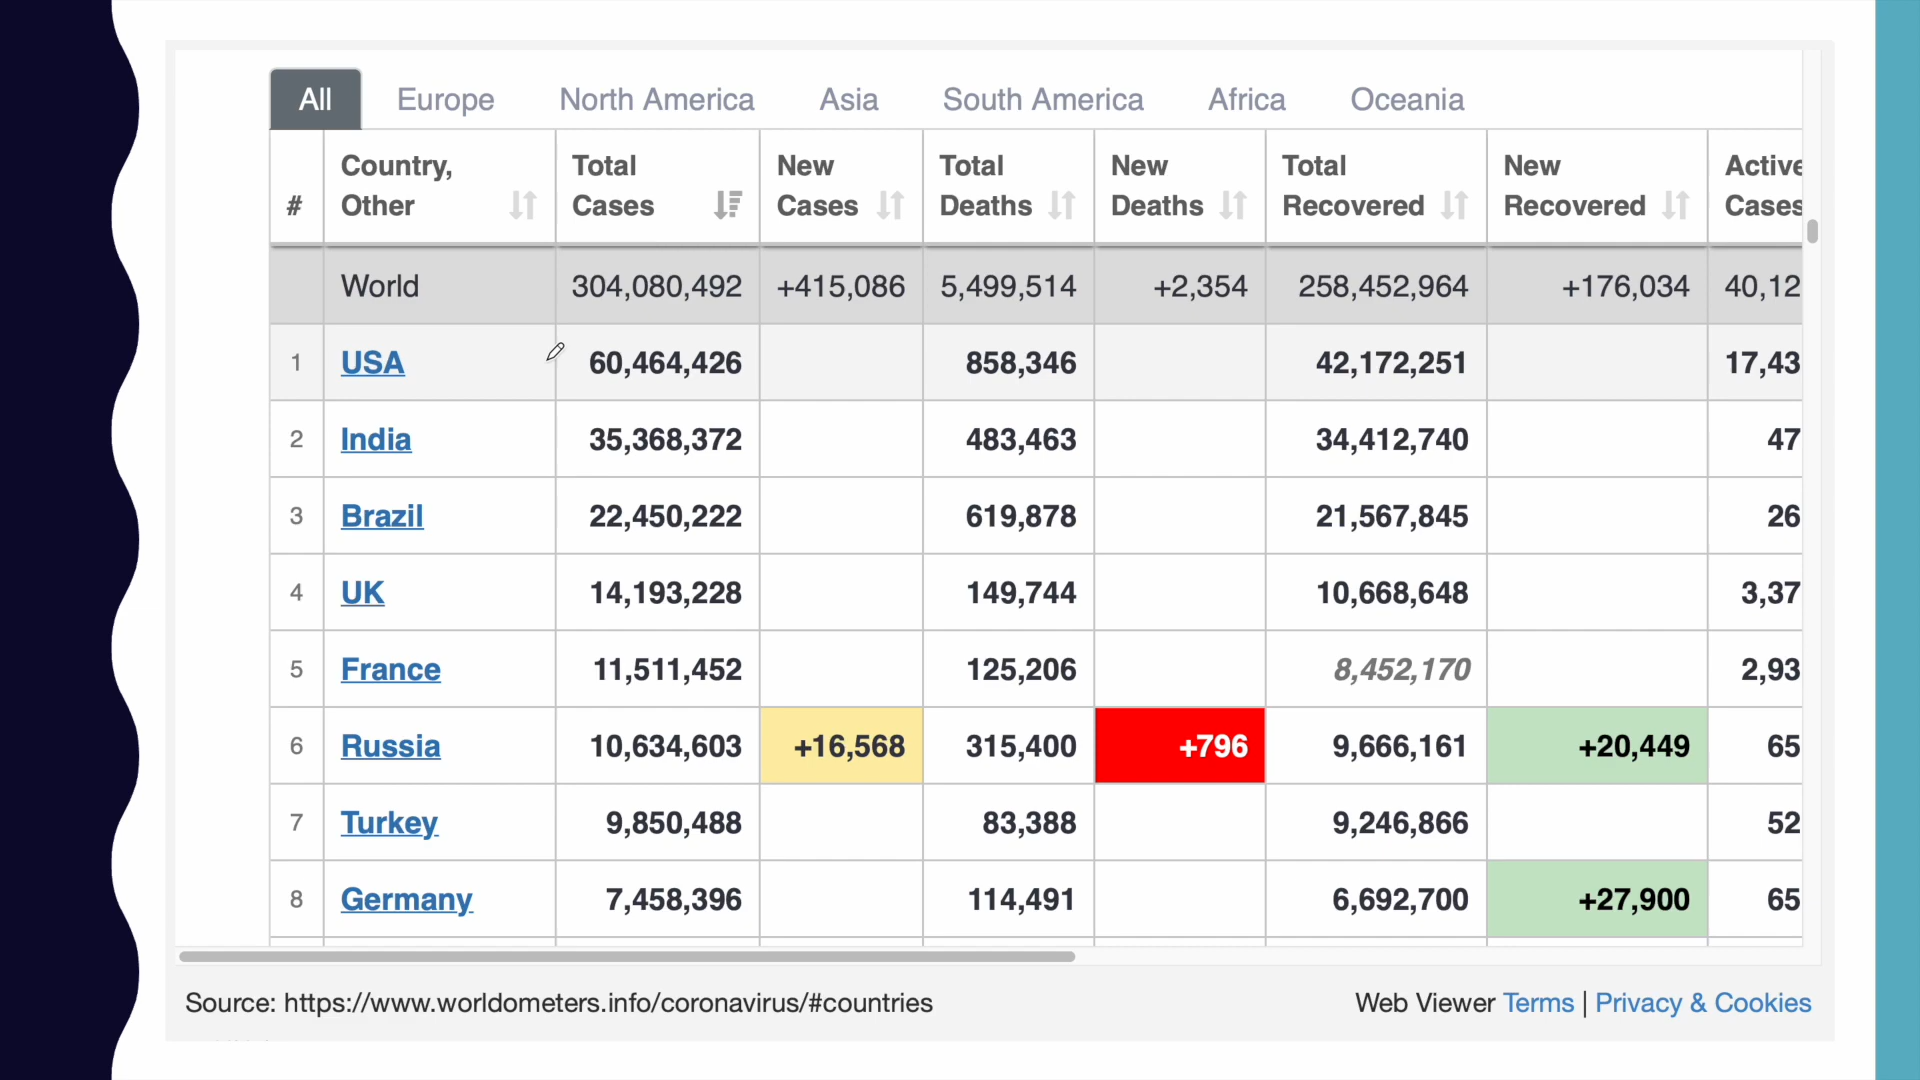 All Europe North America Asia South America Africa Oceania
# Country, Other Total Cases New Cases Total Deaths New Deaths Total Recovered New Recovered Active Cases
World 304,080,492 +415,086 5,499,514 +2,354 258,452,964 +176,034 40,12
1 USA 60,464,426 858,346 42,172,251 17,43
2 India 35,368,372 483,463 34,412,740 47
3 Brazil 22,450,222 619,878 21,567,845 26
4 UK 14,193,228 149,744 10,668,648 3,37
5 France 11,511,452 125,206 8,452,170 2,93
6 Russia 10,634,603 +16,568 315,400 +796 9,666,161 +20,449 65
7 Turkey 9,850,488 83,388 9,246,866 52
8 Germany 7,458,396 114,491 6,692,700 +27,900 65
Source: https://www.worldometers.info/coronavirus/#countries Web Viewer Terms | Privacy & Cookies